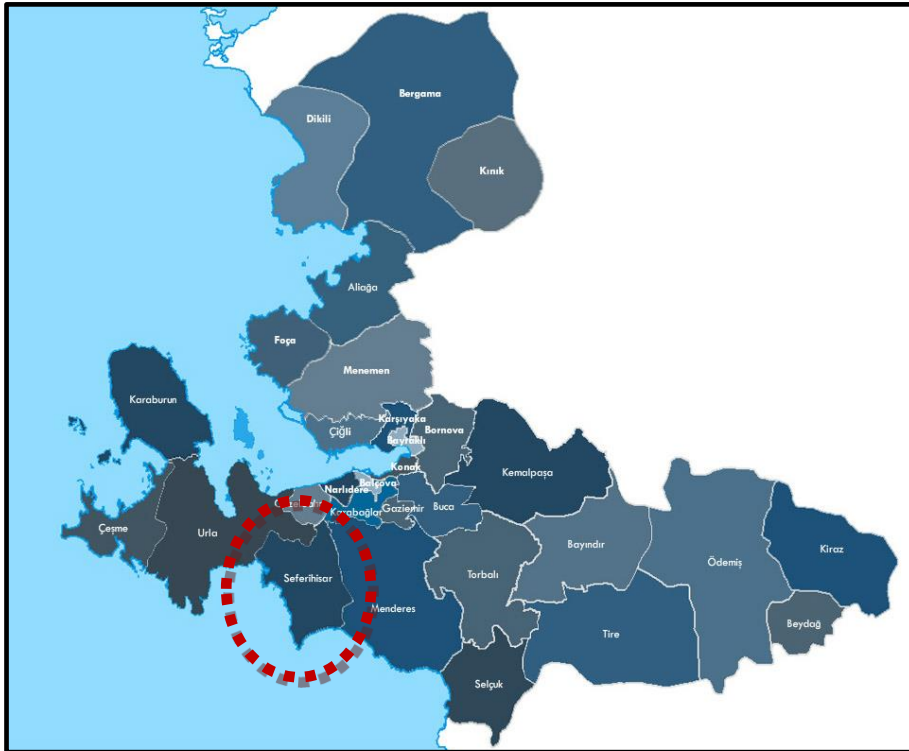 Bergama
Dikili
Kınık
Aliağa
Foça
Menemen
Karaburun
Karşıyaka
Bornova
Çiğli
Bayraklı
Konak
Kemalpaşa
Balçova
Narlıdere
Karabağlar
Gaziemir
Buca
Çeşme
Urla
Bayındır
Ödemiş
Kiraz
Torbalı
Seferihisar
Menderes
Beydağ
Tire
Selçuk